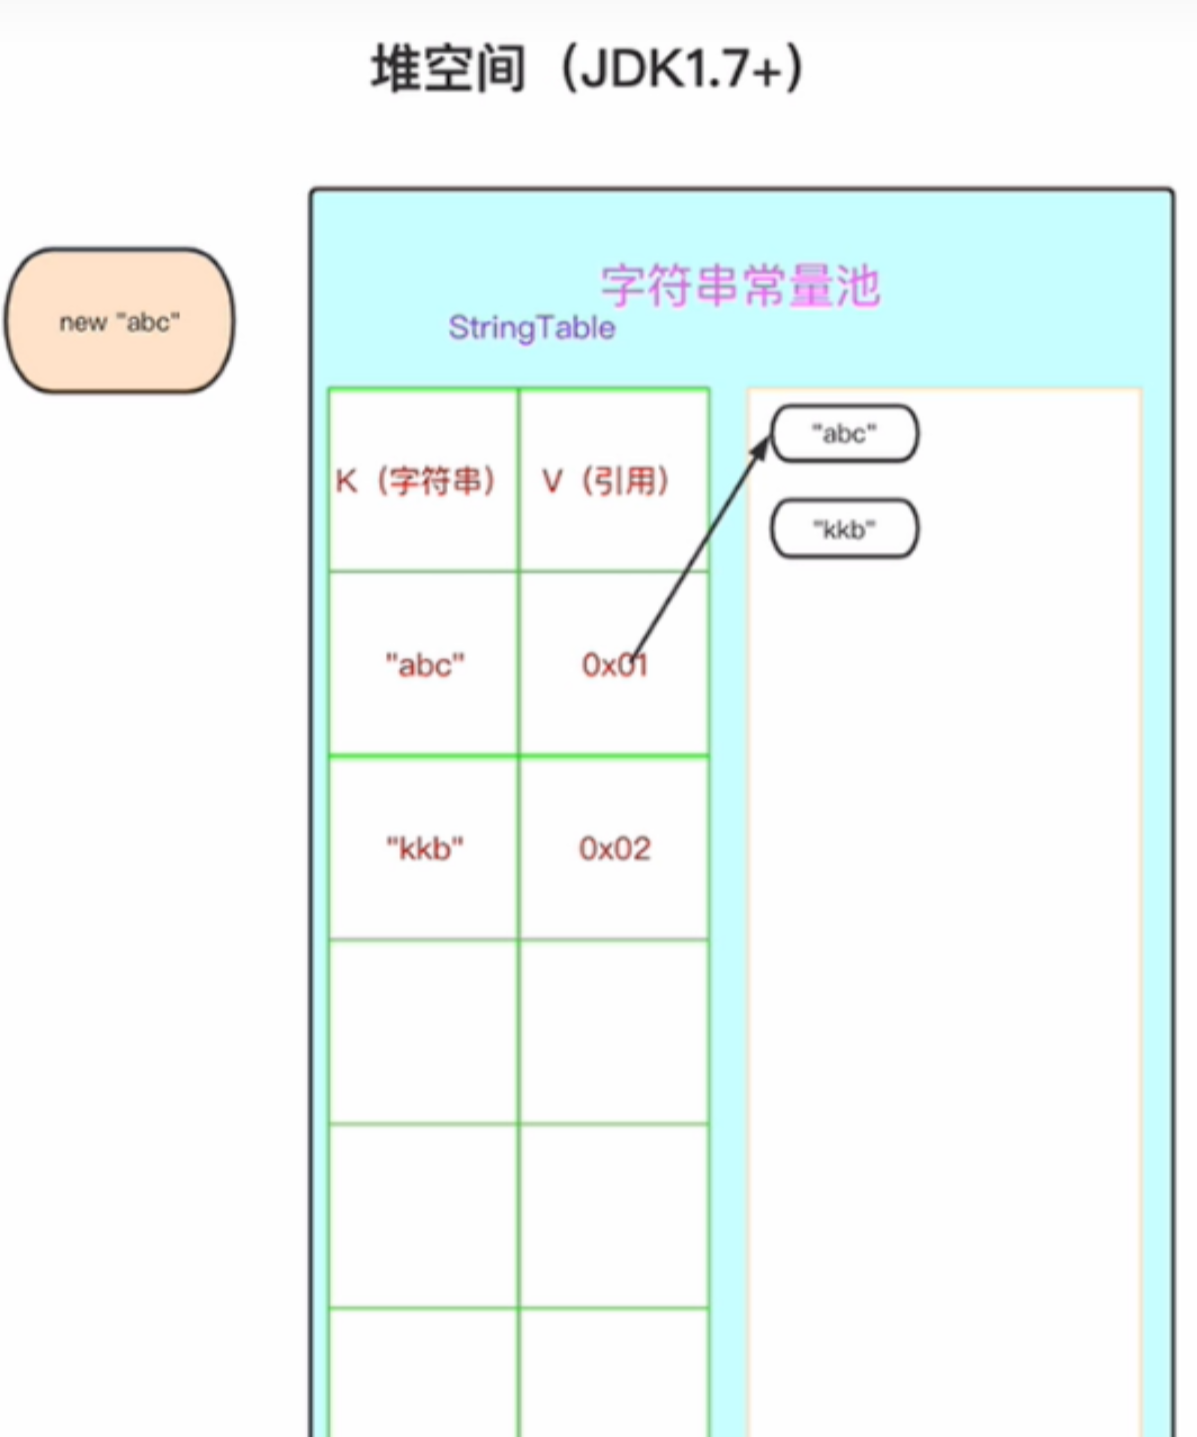 堆空间（JDK1.7+）
new "abc"
字符串常量池
StringTable
K（字符串）
V（引用）
"abc"
"kkb"
"abc"
0x01
"kkb"
0x02